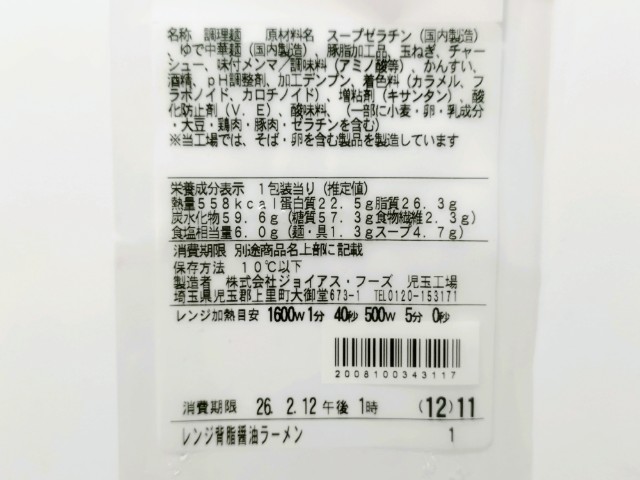 名称 調理麺　原材料名 スープゼラチン（国内製造）
、ゆで中華麺（国内製造）、豚脂加工品、玉ねぎ、チャー
シュー、味付メンマ／調味料（アミノ酸等）、かんすい、
酒精、ｐＨ調整剤、加工デンプン、着色料（カラメル、フ
ラボノイド、カロチノイド）、増粘剤（キサンタン）、酸
化防止剤（Ｖ．Ｅ）、酸味料、（一部に小麦・卵・乳成分
・大豆・鶏肉・豚肉・ゼラチンを含む）
※当工場では、そば・卵を含む製品を製造しています
栄養成分表示 １包装当り（推定値）
熱量５５８ｋｃａｌ蛋白質２２．５ｇ脂質２６．３ｇ
炭水化物５９．６ｇ（糖質５７．３ｇ食物繊維２．３ｇ）
食塩相当量６．０ｇ（麺・具１．３ｇスープ４．７ｇ）
消費期限 別途商品名上部に記載
保存方法 １０℃以下
製造者 株式会社ジョイアス・フーズ 児玉工場
埼玉県児玉郡上里町大御堂673-1 TEL0120-153171
レンジ加熱目安 1600W 1分 40秒 500W 5分 0秒
2008100343117
消費期限 26. 2.12 午後 1時 (12)11
レンジ背脂醤油ラーメン 1